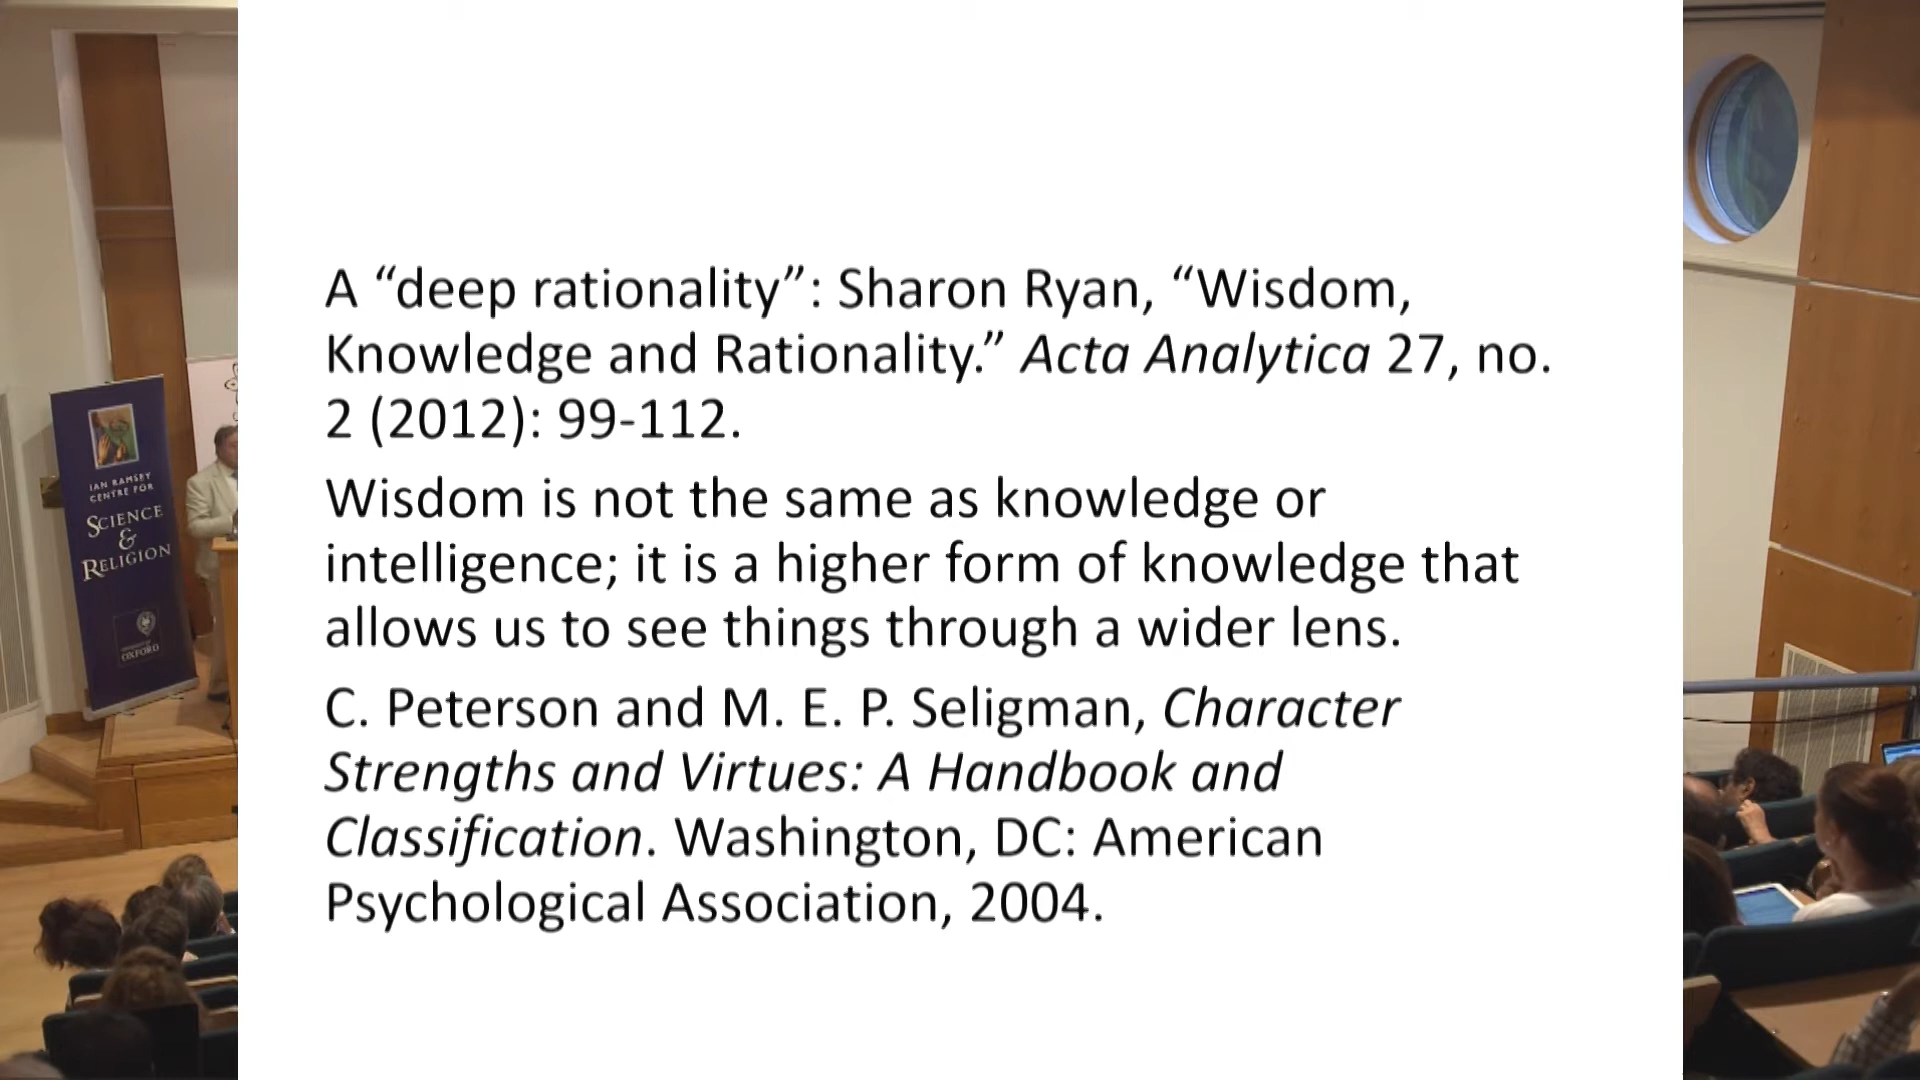 A “deep rationality”: Sharon Ryan, “Wisdom,
Knowledge and Rationality.” Acta Analytica 27, no.
2 (2012): 99-112.
Wisdom is not the same as knowledge or
intelligence; it is a higher form of knowledge that
allows us to see things through a wider lens.
C. Peterson and M. E. P. Seligman, Character
Strengths and Virtues: A Handbook and
Classification. Washington, DC: American
Psychological Association, 2004.
IAN RAMSEY
CENTRE FOR
SCIENCE
&
RELIGION
UNIVERSITY OF
OXFORD